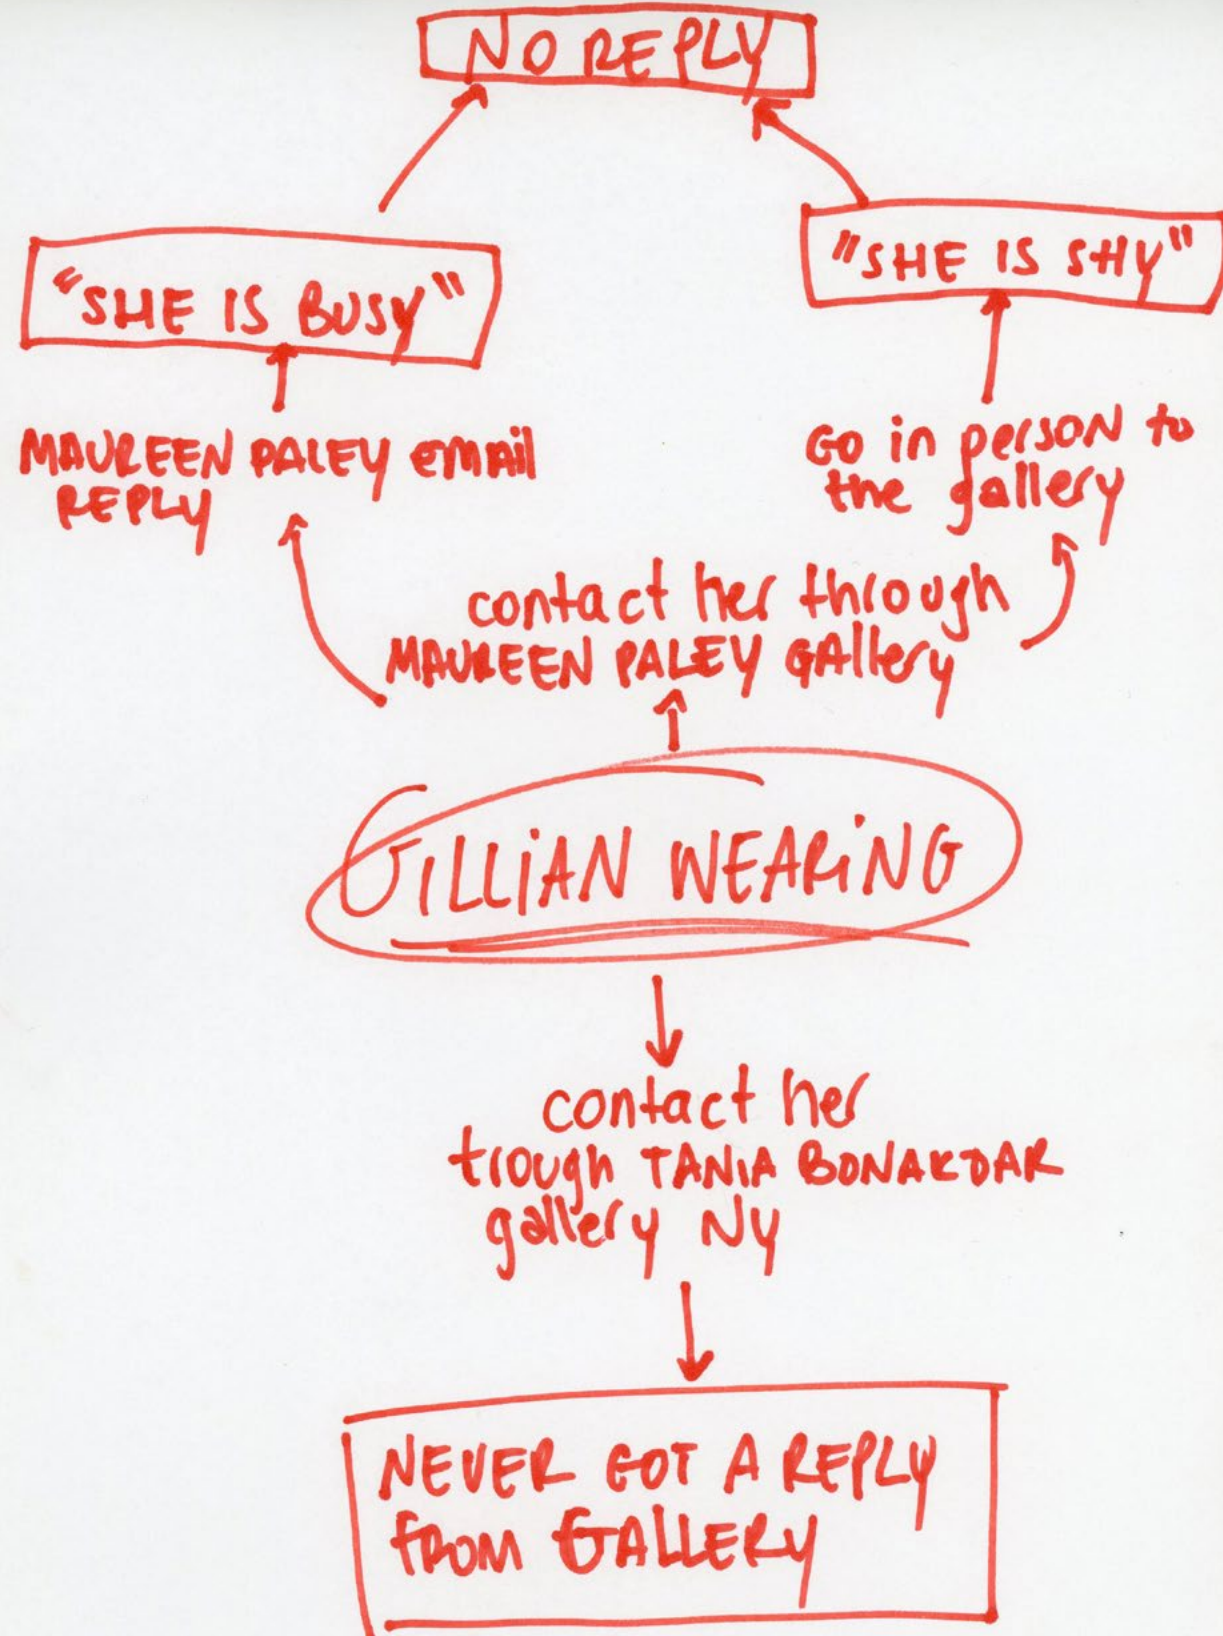 NO REPLY
"SHE IS BUSY"
"SHE IS SHY"
MAUREEN PALEY email
REPLY
GO in person to
the gallery
contact her through
MAUREEN PALEY GAllery
GILLiAN WEARiNG
contact her
trough TANiA BONAKDAR
gallery NY
NEVER GOT A REPLY
fROM GALLERY